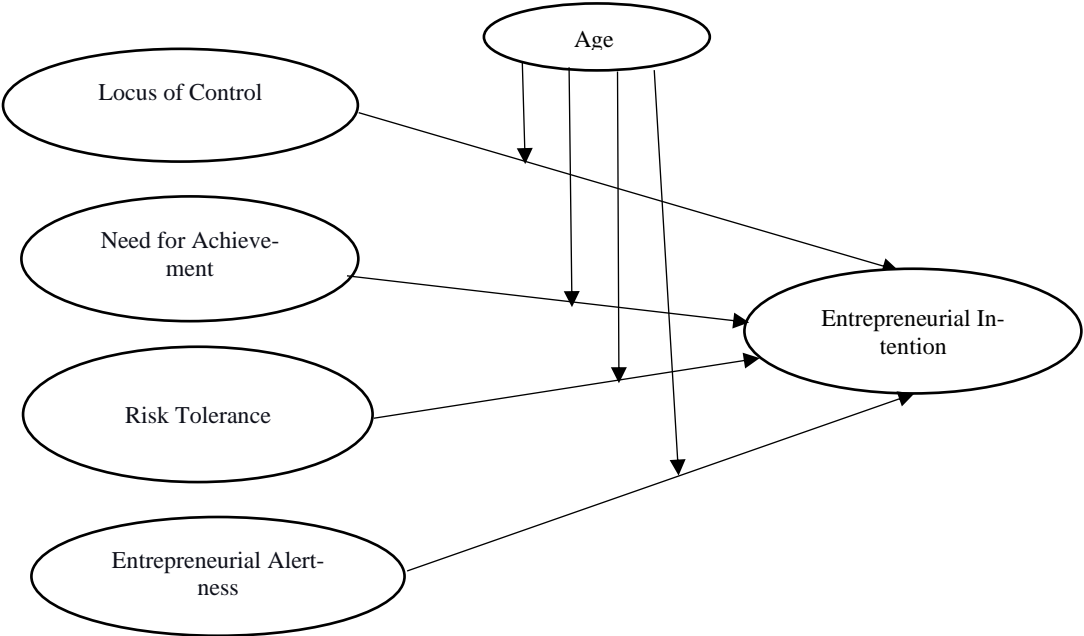 Age
Locus of Control
Need for Achieve-
ment
Entrepreneurial In-
tention
Risk Tolerance
Entrepreneurial Alert-
ness